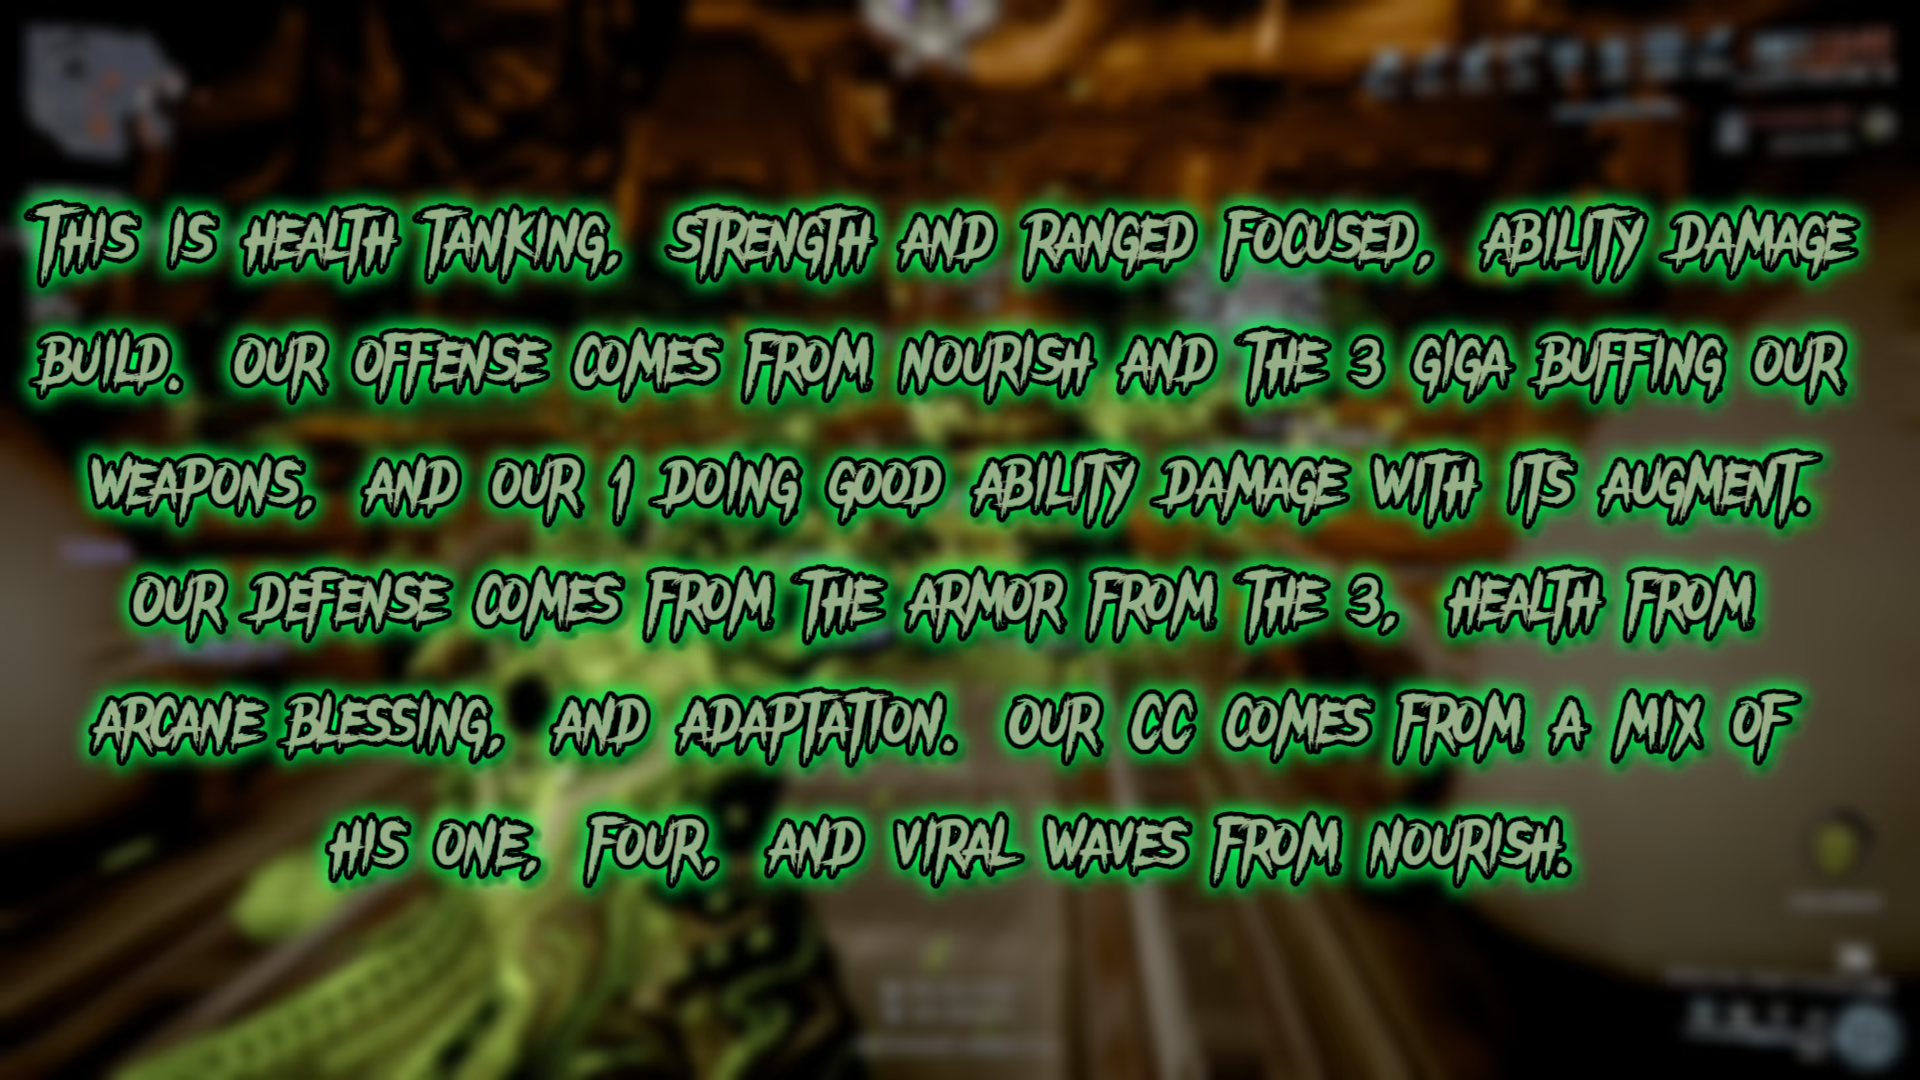 This is health tanking, strength and ranged focused, ability damage
build. our offense comes from nourish and the 3 giga buffing our
weapons, and our 1 doing good ability damage with its augment.
our defense comes from the armor from the 3, health from
arcane blessing, and adaptation. our cc comes from a mix of
his one, four, and viral waves from nourish.